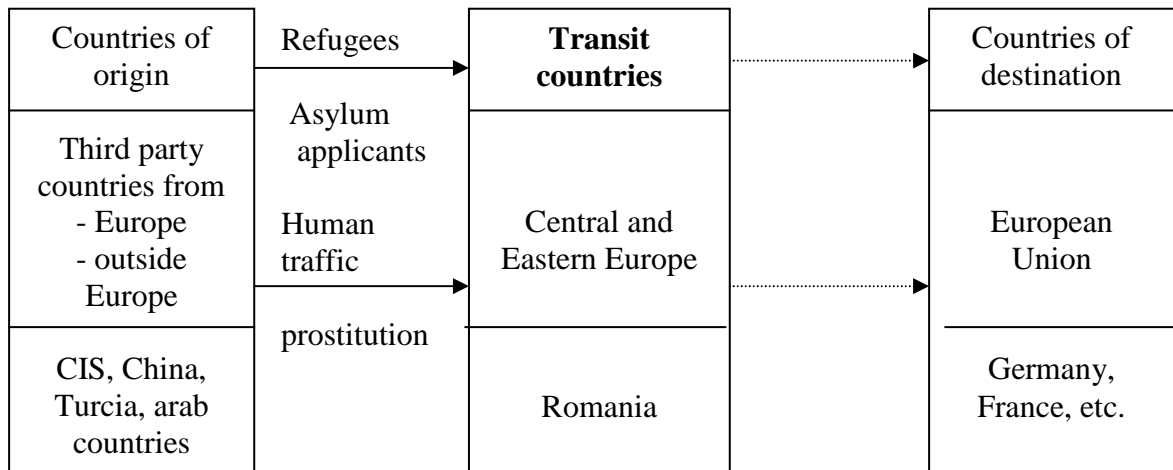 Countries of
origin
Third party
countries from
- Europe
- outside
Europe
CIS, China,
Turcia, arab
countries
Refugees
Asylum
applicants
Human
traffic
prostitution
Transit
countries
Central and
Eastern Europe
Romania
Countries of
destination
European
Union
Germany,
France, etc.